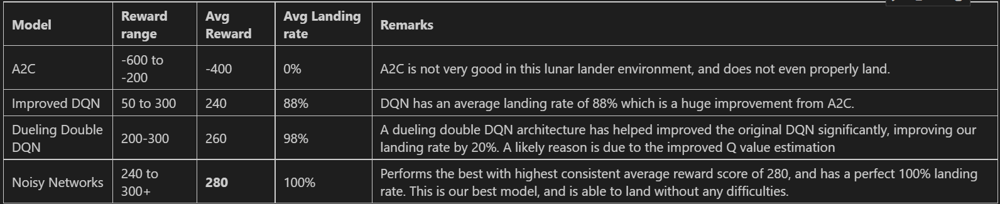 Model
Reward
range
Avg
Reward
Avg Landing
rate
Remarks
A2C
-600 to
-200
-400
0%
A2C is not very good in this lunar lander environment, and does not even properly land.
Improved DQN
50 to 300
240
88%
DQN has an average landing rate of 88% which is a huge improvement from A2C.
Dueling Double
DQN
200-300
260
98%
A dueling double DQN architecture has helped improved the original DQN significantly, improving our
landing rate by 20%. A likely reason is due to the improved Q value estimation
Noisy Networks
240 to
300+
280
100%
Performs the best with highest consistent average reward score of 280, and has a perfect 100% landing
rate. This is our best model, and is able to land without any difficulties.